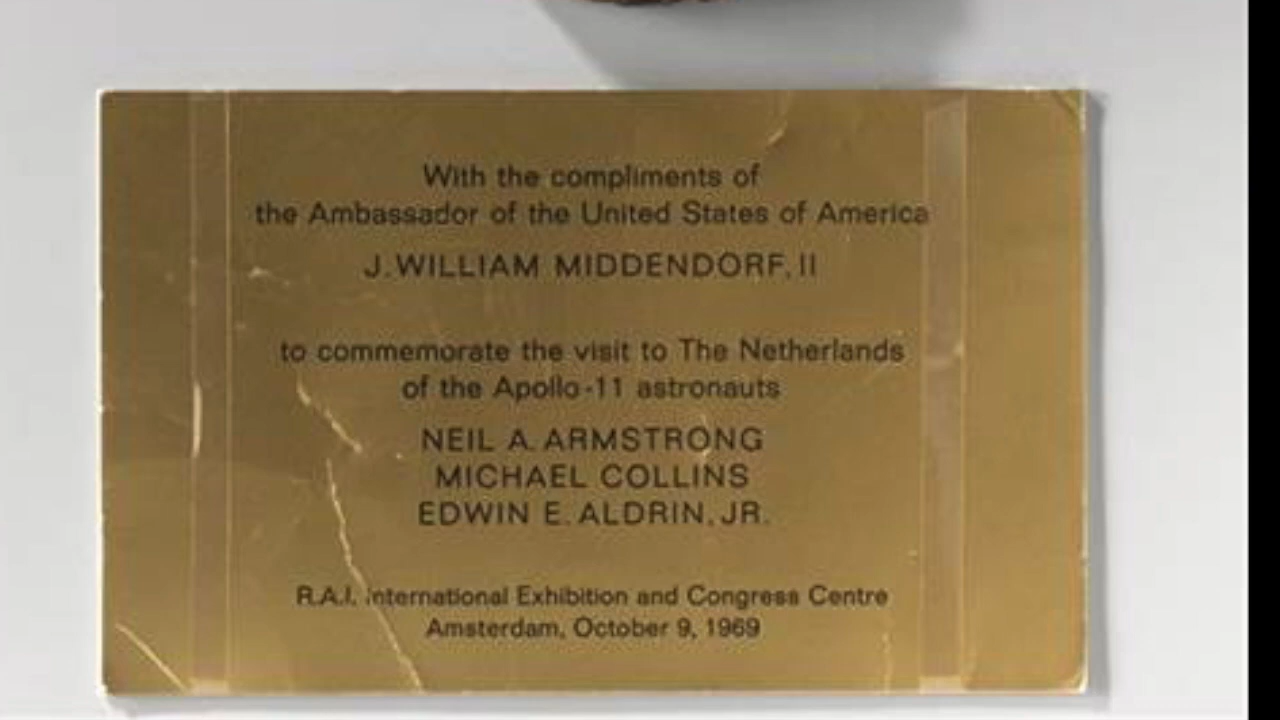 With the compliments of
the Ambassador of the United States of America
J. WILLIAM MIDDENDORF, II
to commemorate the visit to The Netherlands
of the Apollo-11 astronauts
NEIL A. ARMSTRONG
MICHAEL COLLINS
EDWIN E. ALDRIN, JR.
R.A.I. International Exhibition and Congress Centre
Amsterdam, October 9, 1969